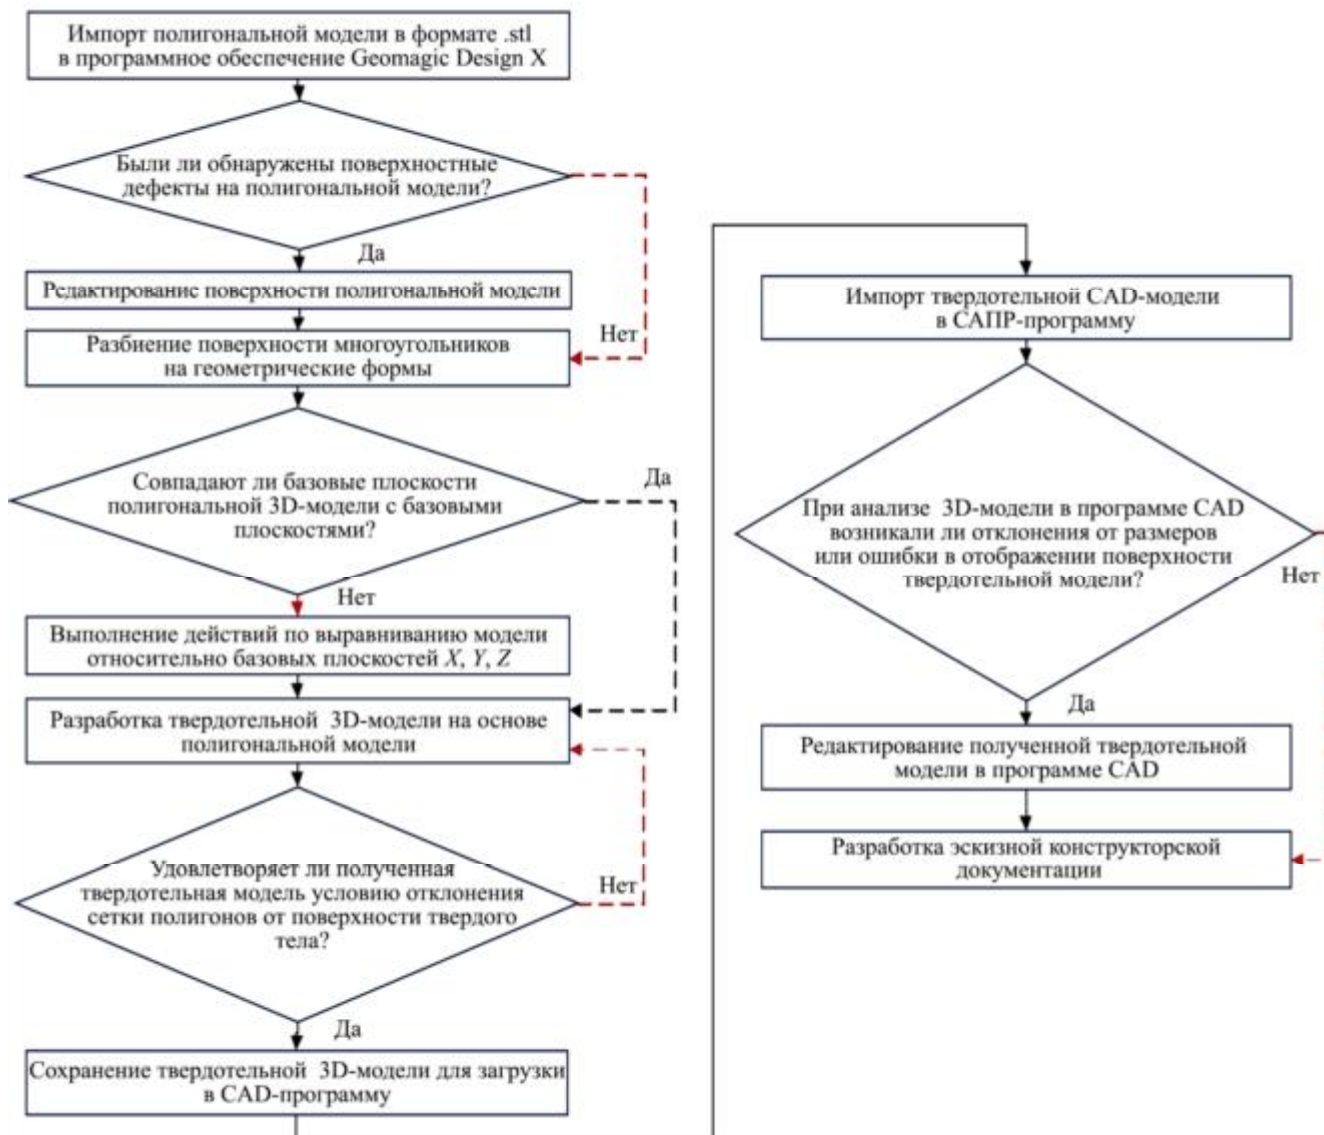 Импорт полигональной модели в формате .stl
в программное обеспечение Geomagic Design X
Были ли обнаружены поверхностные
дефекты на полигональной модели?
Да
Редактирование поверхности полигональной модели
Нет
Разбиение поверхности многоугольников
на геометрические формы
Совпадают ли базовые плоскости
полигональной 3D-модели с базовыми
плоскостями?
Да
Нет
Выполнение действий по выравниванию модели
относительно базовых плоскостей X, Y, Z
Разработка твердотельной 3D-модели на основе
полигональной модели
Удовлетворяет ли полученная
твердотельная модель условию отклонения
сетки полигонов от поверхности твердого
тела?
Нет
Да
Сохранение твердотельной 3D-модели для загрузки
в CAD-программу
Импорт твердотельной CAD-модели
в САПР-программу
При анализе 3D-модели в программе CAD
возникали ли отклонения от размеров
или ошибки в отображении поверхности
твердотельной модели?
Нет
Да
Редактирование полученной твердотельной
модели в программе CAD
Разработка эскизной конструкторской
документации